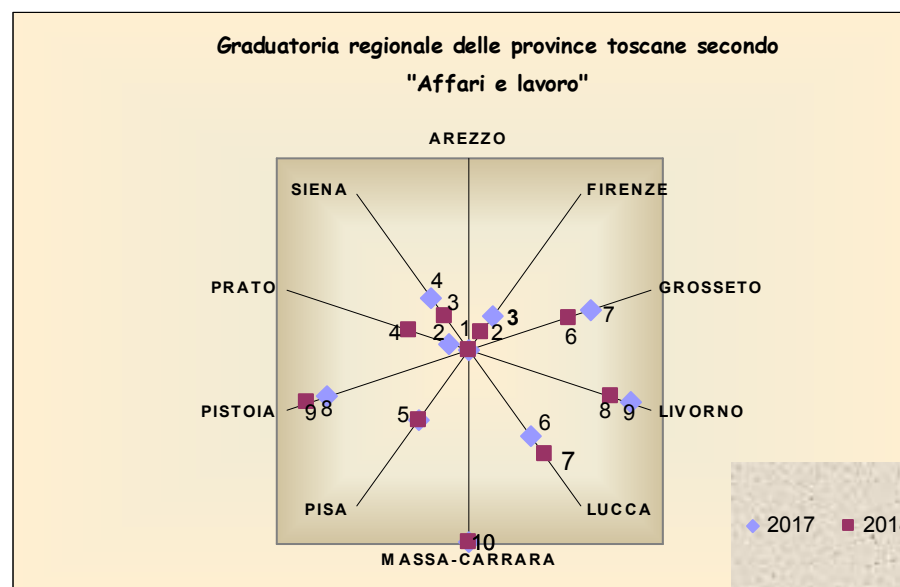 Graduatoria regionale delle province toscane secondo
"Affari e lavoro"
AREZZO
SIENA
FIRENZE
PRATO
GROSSETO
4
3
1
3
2
2
4
7
6
PISTOIA
9
8
5
8
9
LIVORNO
6
7
PISA
LUCCA
10
MASSA-CARRARA
2017